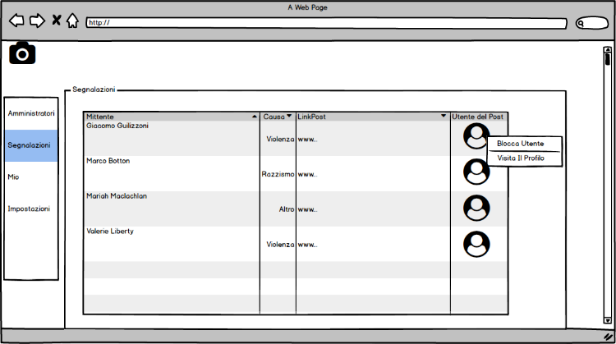 A Web Page
http://
Segnalazioni
Amministratori
Segnalazioni
Mio
Impostazioni
Mittente Causa LinkPost Utente del Post
Giacomo Guilizzoni
Violenza www..
Marco Botton
Razzismo www..
Mariah Maclachlan
Altro www..
Valerie Liberty
Violenza www..
Blocca Utente
Visita Il Profilo